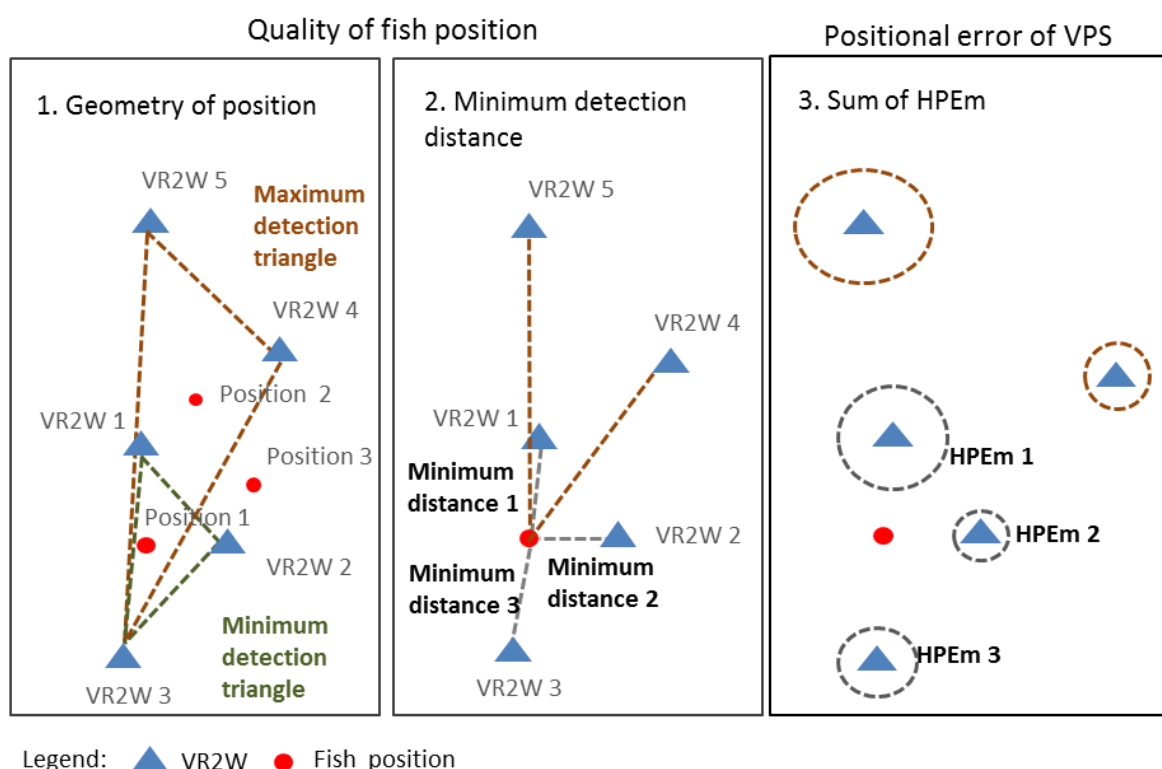 Quality of fish position
Positional error of VPS
1. Geometry of position
VR2W 5
Maximum
detection
triangle
VR2W 4
Position 2
VR2W 1
Position 3
Position 1
VR2W 2
Minimum
detection
triangle
VR2W 3
2. Minimum detection
distance
VR2W 5
VR2W 4
VR2W 1
Minimum
distance 1
VR2W 2
Minimum
distance 3
Minimum
distance 2
VR2W 3
3. Sum of HPEm
HPEm 1
HPEm 2
HPEm 3
Legend: VR2W Fish position